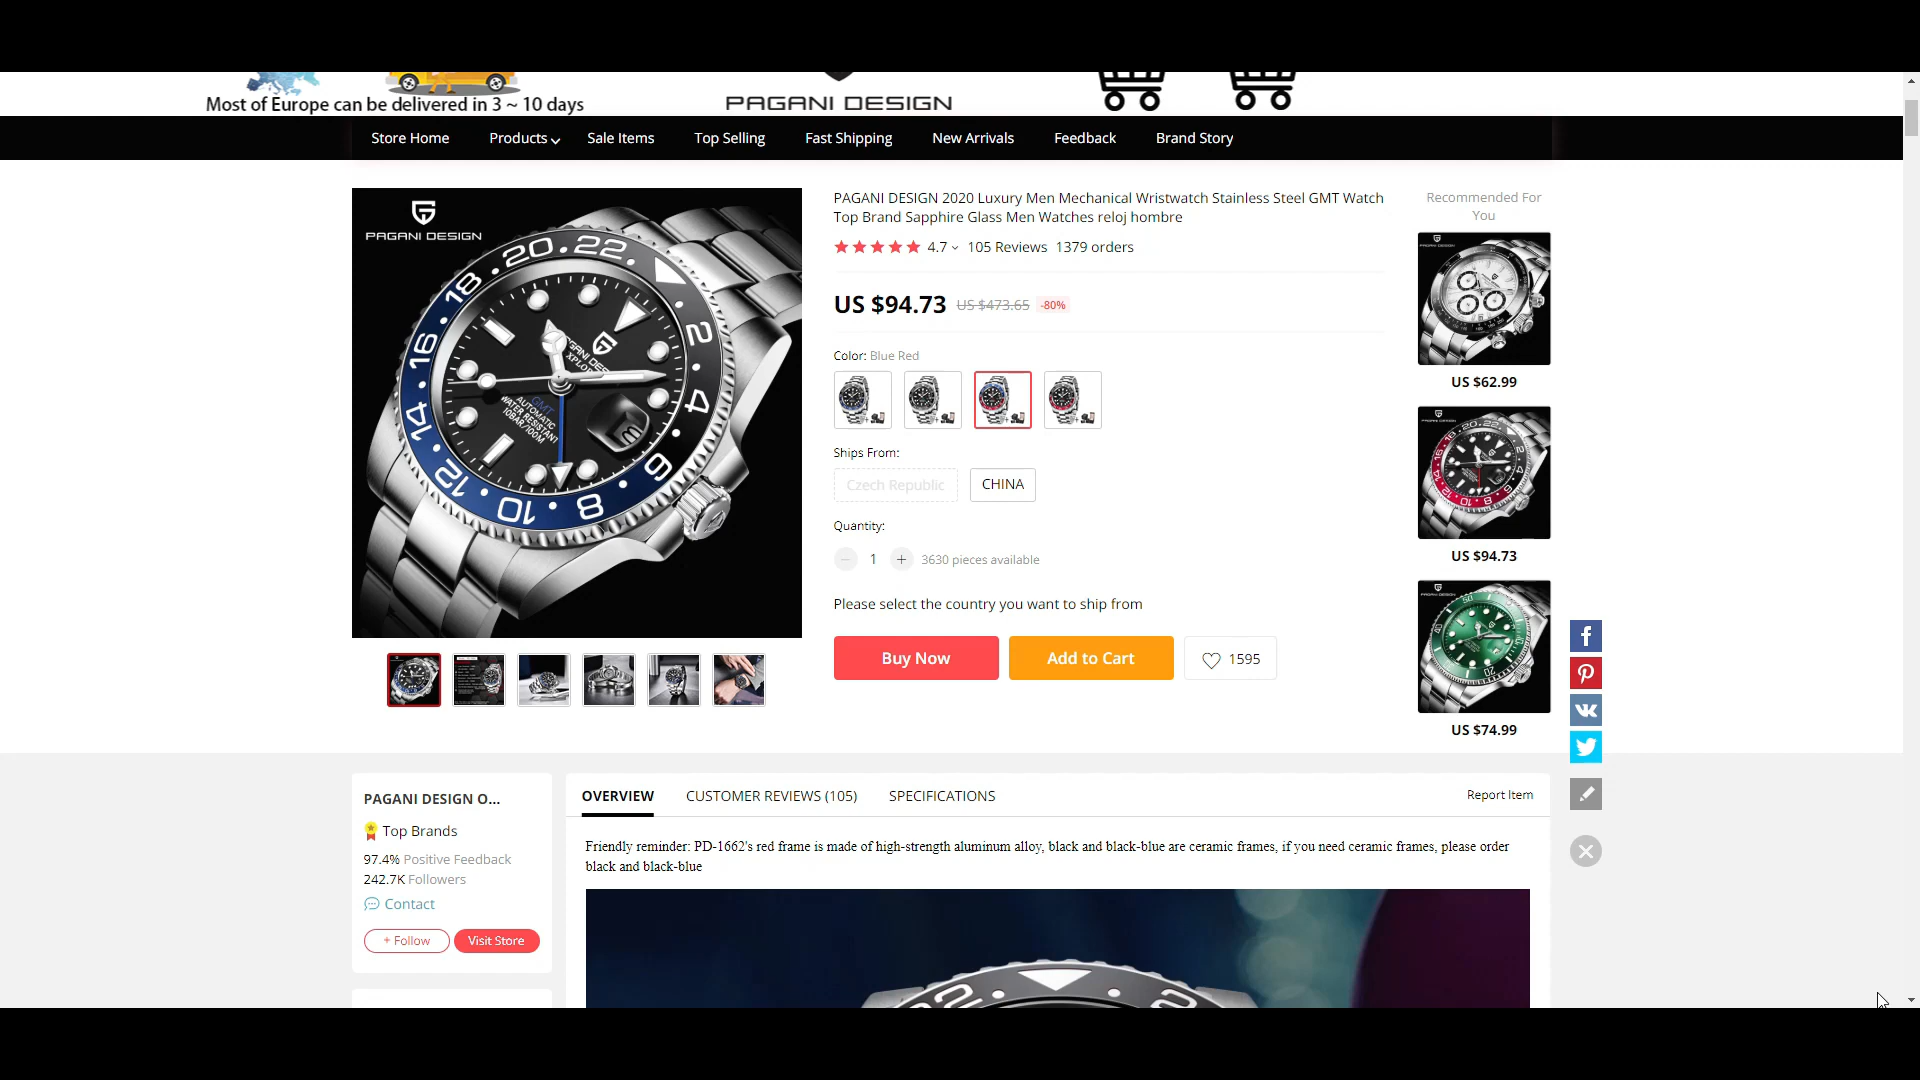 Most of Europe can be delivered in 3 ~ 10 days
PAGANI DESIGN
Store Home
Products
Sale Items
Top Selling
Fast Shipping
New Arrivals
Feedback
Brand Story
PAGANI DESIGN
20 22 2 4 6 8 10 12 14 16 18
PAGANI DESIGN
GMT
AUTOMATIC
WATER RESISTANT
10BAR/100M
PAGANI DESIGN 2020 Luxury Men Mechanical Wristwatch Stainless Steel GMT Watch
Top Brand Sapphire Glass Men Watches reloj hombre
4.7
105 Reviews
1379 orders
US $94.73
US $473.65
-80%
Color: Blue Red
Ships From:
Czech Republic
CHINA
Quantity:
1
3630 pieces available
Please select the country you want to ship from
Buy Now
Add to Cart
1595
Recommended For
You
US $62.99
US $94.73
US $74.99
PAGANI DESIGN O...
Top Brands
97.4% Positive Feedback
242.7K Followers
Contact
+ Follow
Visit Store
OVERVIEW
CUSTOMER REVIEWS (105)
SPECIFICATIONS
Report Item
Friendly reminder: PD-1662's red frame is made of high-strength aluminum alloy, black and black-blue are ceramic frames, if you need ceramic frames, please order
black and black-blue